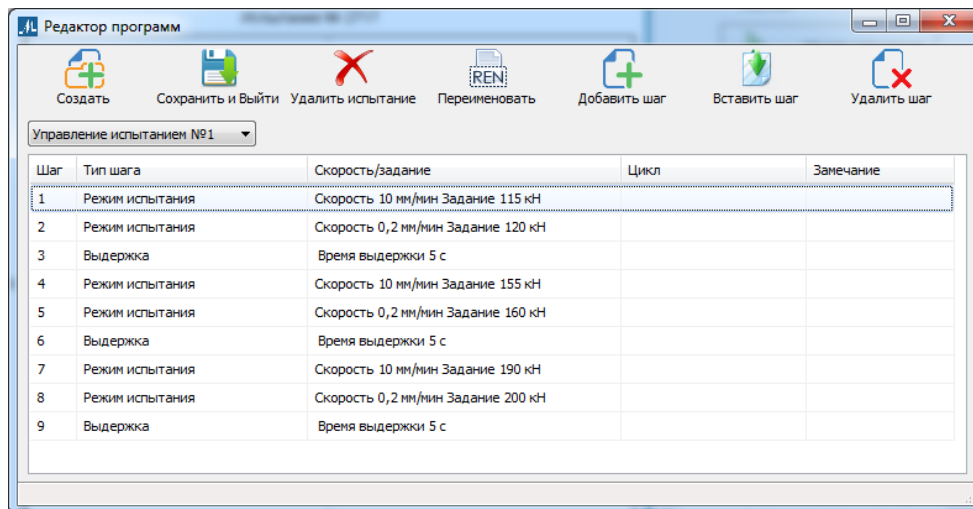 Редактор программ
Создать Сохранить и Выйти Удалить испытание REN Переименовать Добавить шаг Вставить шаг Удалить шаг
Управление испытанием №1
Шаг Тип шага Скорость/задание Цикл Замечание
1 Режим испытания Скорость 10 мм/мин Задание 115 кН
2 Режим испытания Скорость 0,2 мм/мин Задание 120 кН
3 Выдержка Время выдержки 5 с
4 Режим испытания Скорость 10 мм/мин Задание 155 кН
5 Режим испытания Скорость 0,2 мм/мин Задание 160 кН
6 Выдержка Время выдержки 5 с
7 Режим испытания Скорость 10 мм/мин Задание 190 кН
8 Режим испытания Скорость 0,2 мм/мин Задание 200 кН
9 Выдержка Время выдержки 5 с